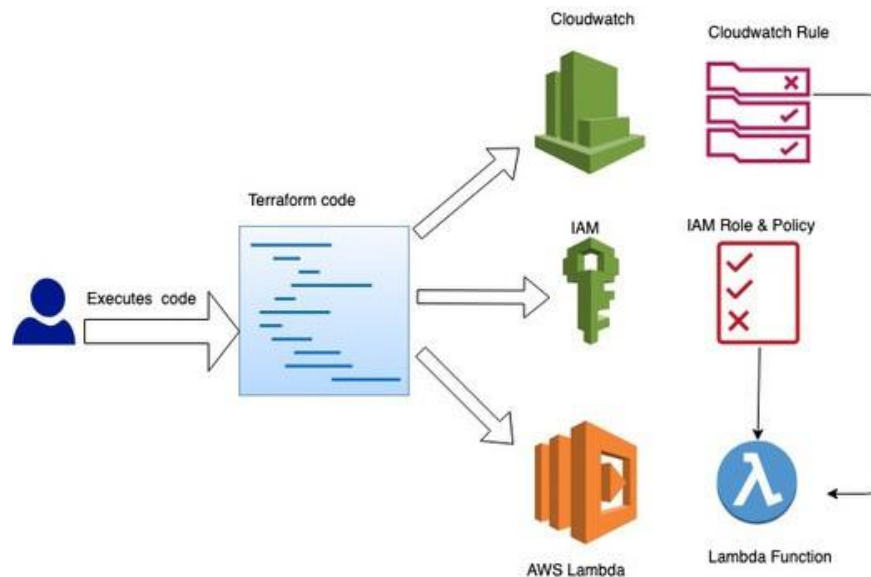 Cloudwatch
Cloudwatch Rule
Terraform code
IAM
IAM Role & Policy
Executes code
AWS Lambda
Lambda Function